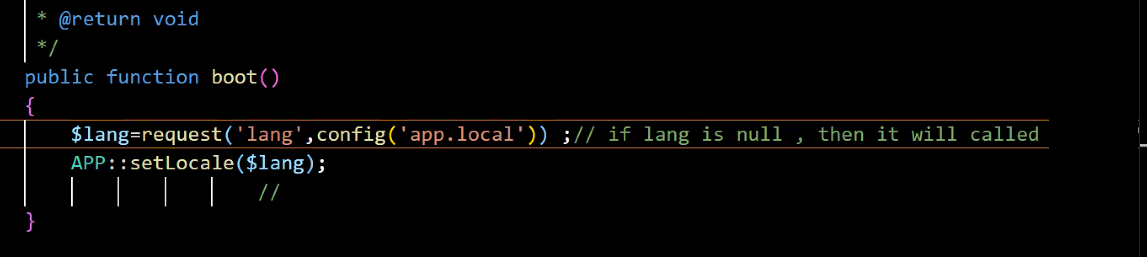 * @return void
*/
public function boot()
{
$lang=request('lang',config('app.local')) ;// if lang is null , then it will called
APP::setLocale($lang);
//
}